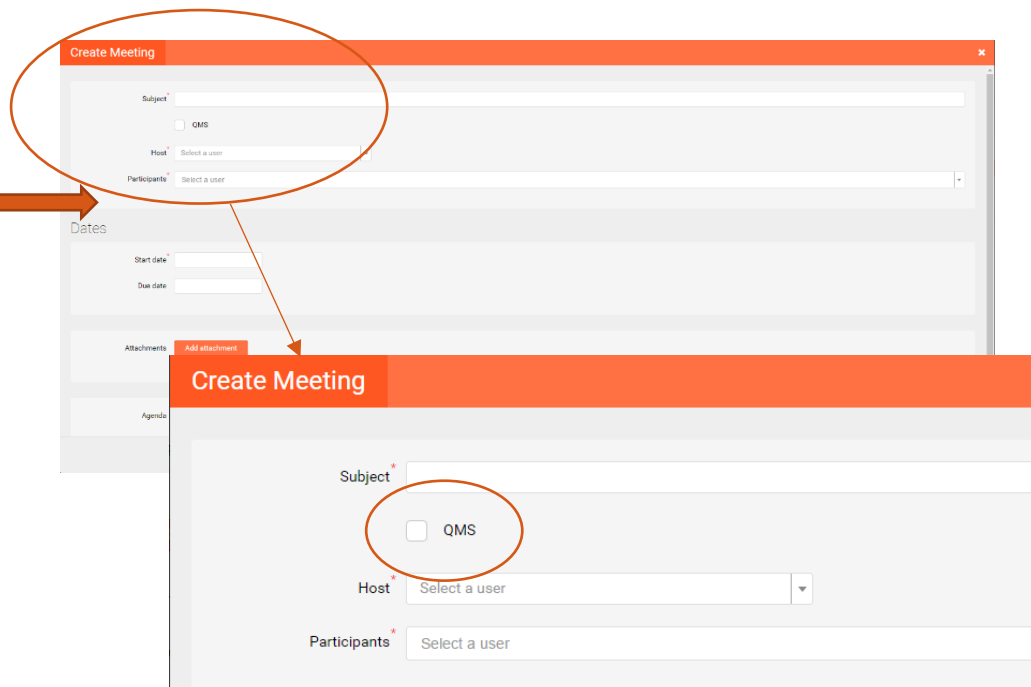 Create Meeting ×
Subject*
QMS
Host* Select a user
Participants* Select a user
Dates
Start date*
Due date
Attachments Add attachment
Agenda
Create Meeting
Subject*
QMS
Host* Select a user
Participants* Select a user